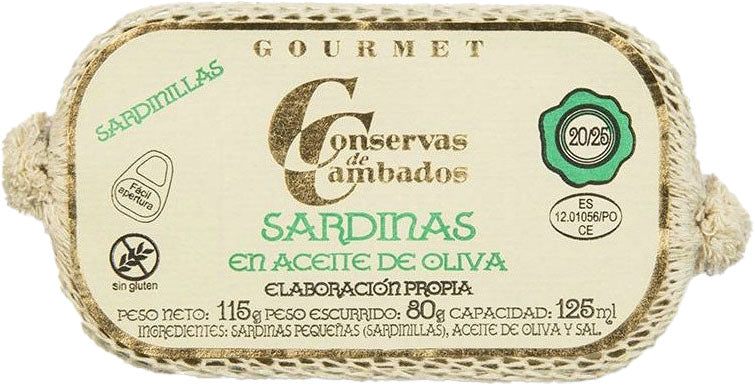 GOURMET
SARDINILLAS
Conservas
de
Cambados
20/25
Fácil
apertura
ES
12.01056/PO
CE
SARDINAS
EN ACEITE DE OLIVA
sin gluten
ELABORACIÓN PROPIA
PESO NETO: 115g PESO ESCURRIDO: 80g CAPACIDAD: 125ml
INGREDIENTES: SARDINAS PEQUEÑAS (SARDINILLAS), ACEITE DE OLIVA Y SAL.